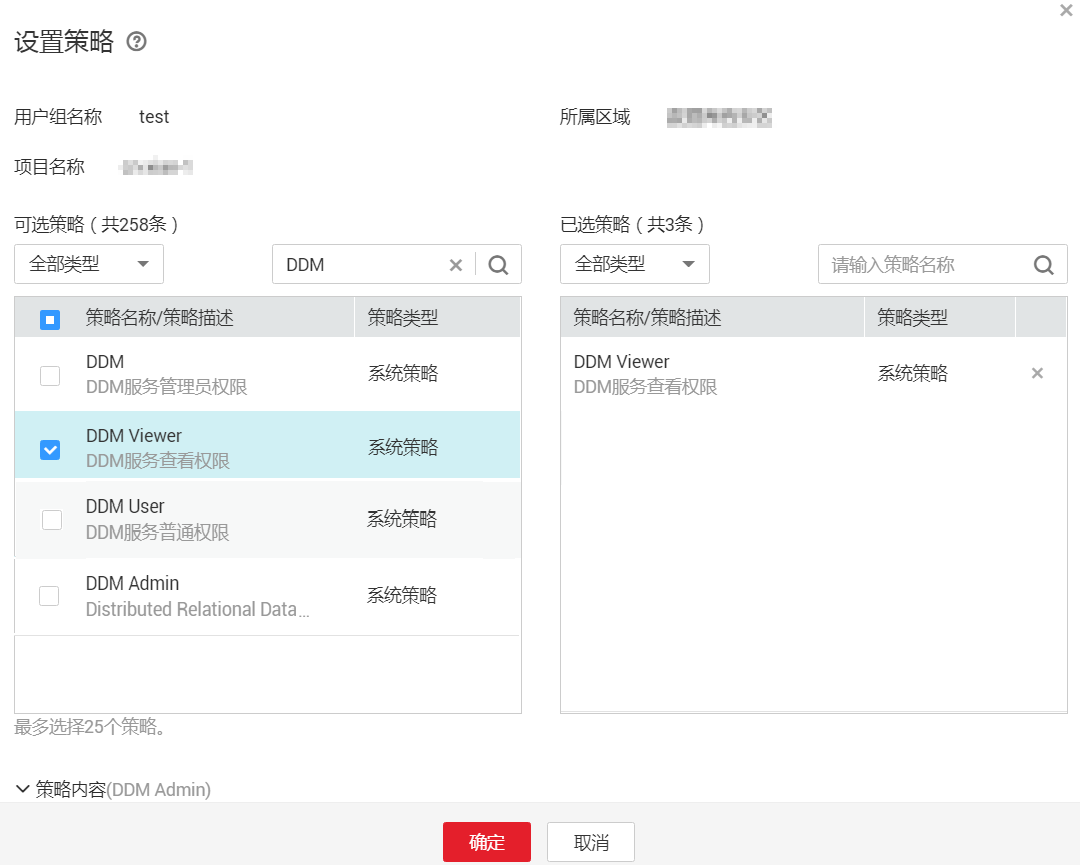 设置策略
用户组名称 test 所属区域
项目名称
可选策略（共258条） 已选策略（共3条）
全部类型 DDM 全部类型 请输入策略名称
策略名称/策略描述 策略类型 策略名称/策略描述 策略类型
DDM
DDM服务管理员权限 系统策略
DDM Viewer
DDM服务查看权限 系统策略
DDM Viewer
DDM服务查看权限 系统策略
DDM User
DDM服务普通权限 系统策略
DDM Admin
Distributed Relational Data... 系统策略
最多选择25个策略。
策略内容(DDM Admin)
确定 取消